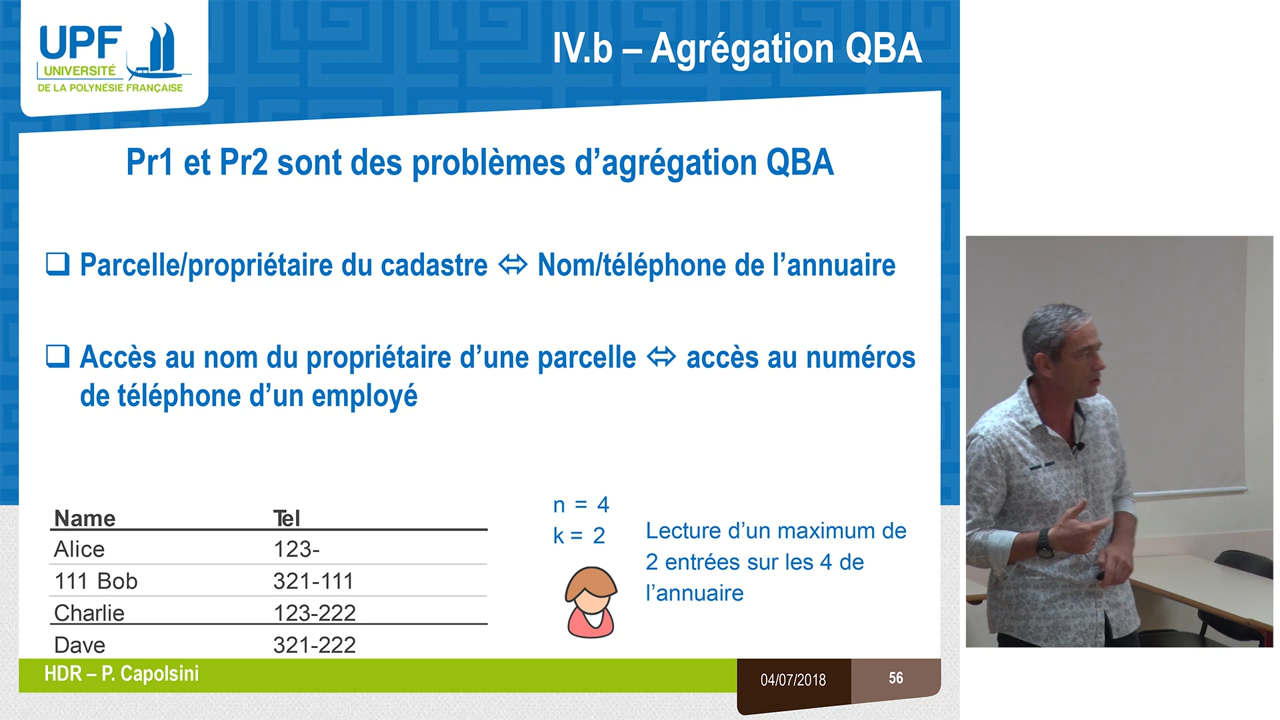 UPF
UNIVERSITÉ
DE LA POLYNÉSIE FRANÇAISE
IV.b – Agrégation QBA
Pr1 et Pr2 sont des problèmes d’agrégation QBA
Parcelle/propriétaire du cadastre ⬄ Nom/téléphone de l’annuaire
Accès au nom du propriétaire d’une parcelle ⬄ accès au numéros
de téléphone d’un employé
Name Tel
Alice 123-
111 Bob 321-111
Charlie 123-222
Dave 321-222
n = 4
k = 2
Lecture d’un maximum de
2 entrées sur les 4 de
l’annuaire
HDR – P. Capolsini
04/07/2018
56